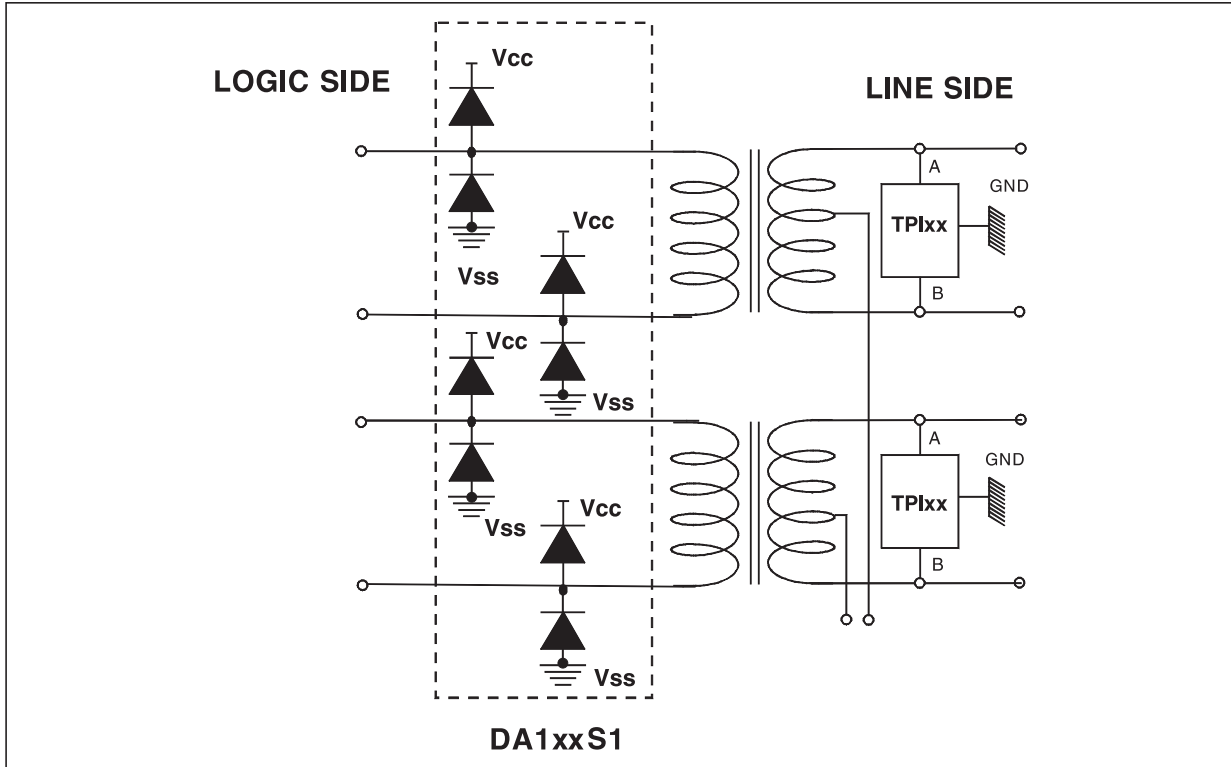 Vcc
LOGIC SIDE
LINE SIDE
A
GND
TPIxx
B
Vcc
Vss
Vcc
Vss
A
GND
TPIxx
B
Vcc
Vss
Vss
DA1xxS1